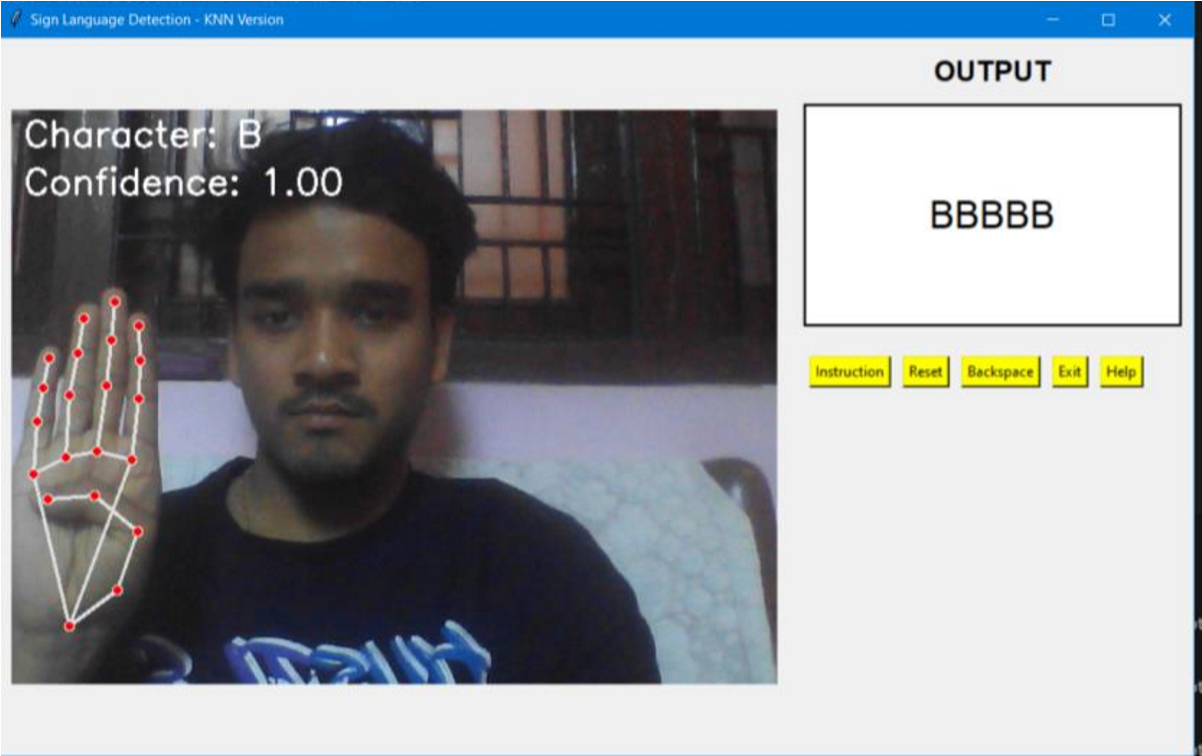 Sign Language Detection - KNN Version
OUTPUT
Character: B
Confidence: 1.00
BBBBB
Instruction Reset Backspace Exit Help